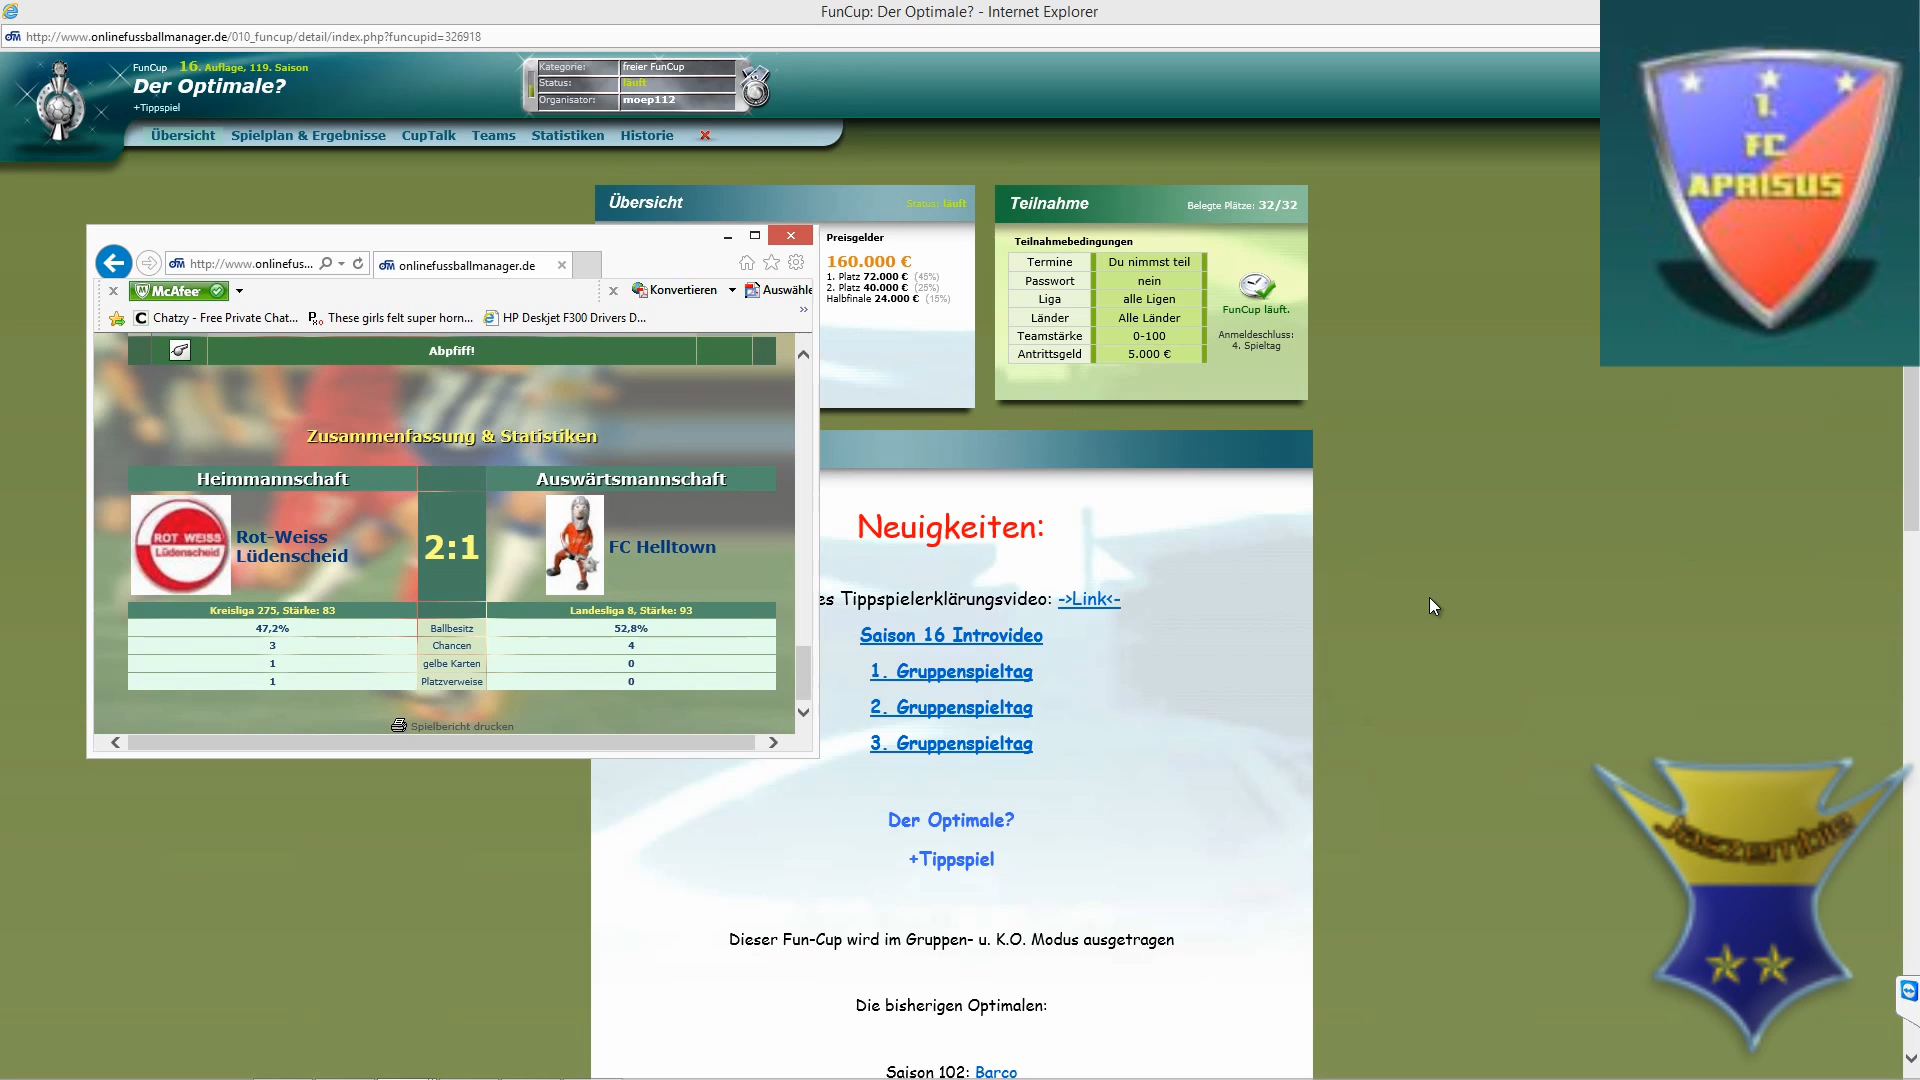 FunCup: Der Optimale? - Internet Explorer
http://www.onlinefussballmanager.de/010_funcup/detail/index.php?funcupid=326918
FunCup 16. Auflage, 119. Saison
Der Optimale?
+Tippspiel
Kategorie: freier FunCup
Status: läuft
Organisator: moep112
Übersicht Spielplan & Ergebnisse CupTalk Teams Statistiken Historie
Übersicht Status: läuft
Preisgelder
160.000 €
1. Platz 72.000 € (45%)
2. Platz 40.000 € (25%)
Halbfinale 24.000 € (15%)
Teilnahme Belegte Plätze: 32/32
Teilnahmebedingungen
Termine Du nimmst teil
Passwort nein
Liga alle Ligen
Länder Alle Länder
Teamstärke 0-100
Antrittsgeld 5.000 €
FunCup läuft.
Anmeldeschluss:
4. Spieltag
http://www.onlinefus... onlinefussballmanager.de
McAfee Konvertieren Auswähle
Chatzy - Free Private Chat... These girls felt super horn... HP Deskjet F300 Drivers D...
Abpfiff!
Zusammenfassung & Statistiken
Heimmannschaft Auswärtsmannschaft
ROT WEISS
Lüdenscheid
Rot-Weiss
Lüdenscheid
2:1
FC Helltown
Kreisliga 275, Stärke: 83 Landesliga 8, Stärke: 93
47,2% Ballbesitz 52,8%
3 Chancen 4
1 gelbe Karten 0
1 Platzverweise 0
Spielbericht drucken
Neuigkeiten:
es Tippspielerklärungsvideo: ->Link<-
Saison 16 Introvideo
1. Gruppenspieltag
2. Gruppenspieltag
3. Gruppenspieltag
Der Optimale?
+Tippspiel
Dieser Fun-Cup wird im Gruppen- u. K.O. Modus ausgetragen
Die bisherigen Optimalen:
Saison 102: Barco
1.
FC
APRISUS
Jaszembie